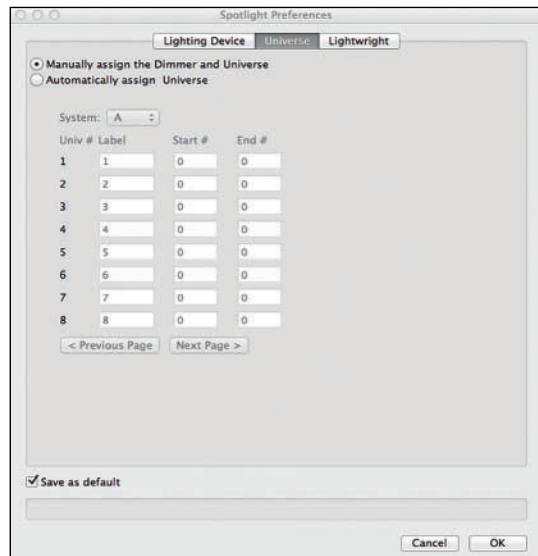 Spotlight Preferences
Lighting Device Universe Lightwright
Manually assign the Dimmer and Universe
Automatically assign Universe
System: A
Univ # Label Start # End #
1 1 0 0
2 2 0 0
3 3 0 0
4 4 0 0
5 5 0 0
6 6 0 0
7 7 0 0
8 8 0 0
< Previous Page Next Page >
Save as default
Cancel OK